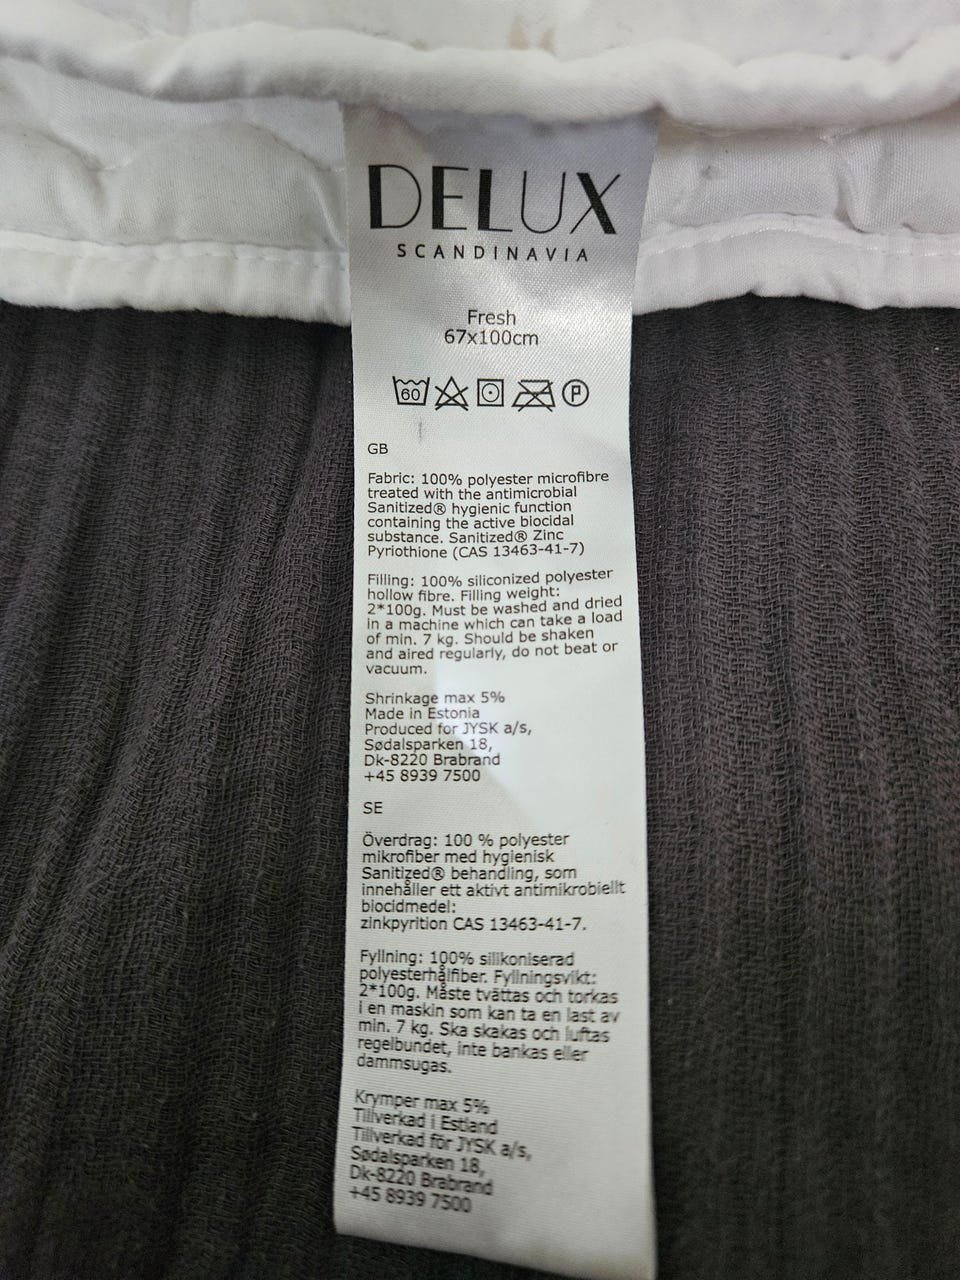 DELUX
SCANDINAVIA
Fresh
67x100cm
60
P
GB
Fabric: 100% polyester microfibre
treated with the antimicrobial
Sanitized® hygienic function
containing the active biocidal
substance. Sanitized® Zinc
Pyriothione (CAS 13463-41-7)
Filling: 100% siliconized polyester
hollow fibre. Filling weight:
2*100g. Must be washed and dried
in a machine which can take a load
of min. 7 kg. Should be shaken
and aired regularly, do not beat or
vacuum.
Shrinkage max 5%
Made in Estonia
Produced for JYSK a/s,
Sødalsparken 18,
Dk-8220 Brabrand
+45 8939 7500
SE
Överdrag: 100 % polyester
mikrofiber med hygienisk
Sanitized® behandling, som
innehåller ett aktivt antimikrobiellt
biocidmedel:
zinkpyrition CAS 13463-41-7.
Fyllning: 100% silikoniserad
polyesterhålfiber. Fyllningsvikt:
2*100g. Måste tvättas och torkas
i en maskin som kan ta en last av
min. 7 kg. Ska skakas och luftas
regelbundet, inte bankas eller
dammsugas.
Krymper max 5%
Tillverkad i Estland
Tillverkad för JYSK a/s,
Sødalsparken 18,
Dk-8220 Brabrand
+45 8939 7500